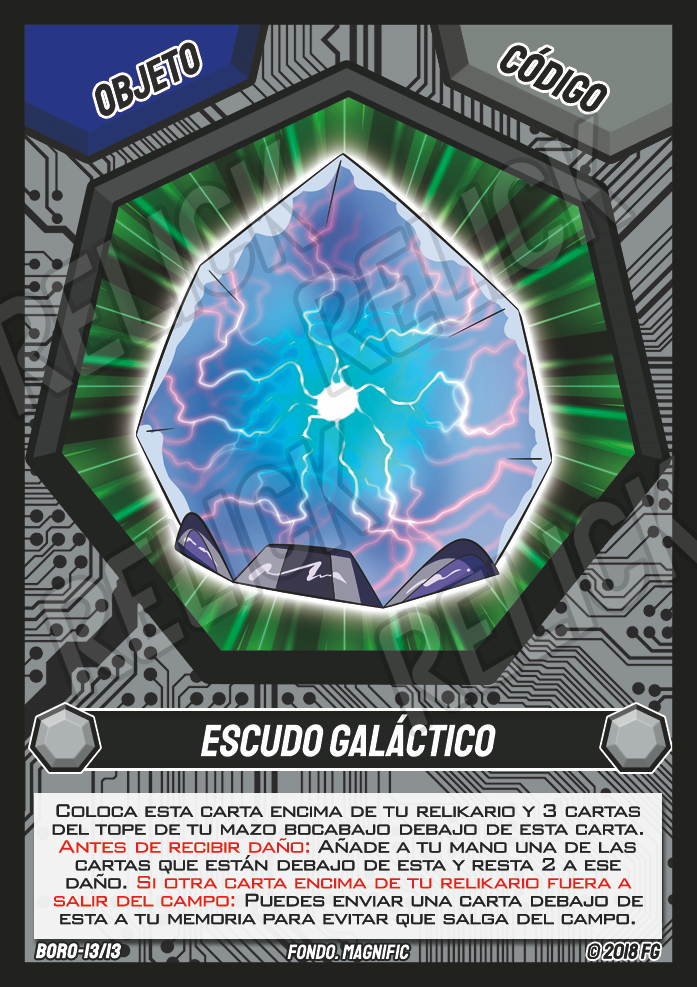 OBJETO
CÓDIGO
RELICK
RELICK
RELICK
RELICK
ESCUDO GALÁCTICO
COLOCA ESTA CARTA ENCIMA DE TU RELIKARIO Y 3 CARTAS
DEL TOPE DE TU MAZO BOCABAJO DEBAJO DE ESTA CARTA.
ANTES DE RECIBIR DAÑO: AÑADE A TU MANO UNA DE LAS
CARTAS QUE ESTÁN DEBAJO DE ESTA Y RESTA 2 A ESE
DAÑO. SI OTRA CARTA ENCIMA DE TU RELIKARIO FUERA A
SALIR DEL CAMPO: PUEDES ENVIAR UNA CARTA DEBAJO DE
ESTA A TU MEMORIA PARA EVITAR QUE SALGA DEL CAMPO.
BORO-13/13
FONDO. MAGNIFIC
© 2018 FG